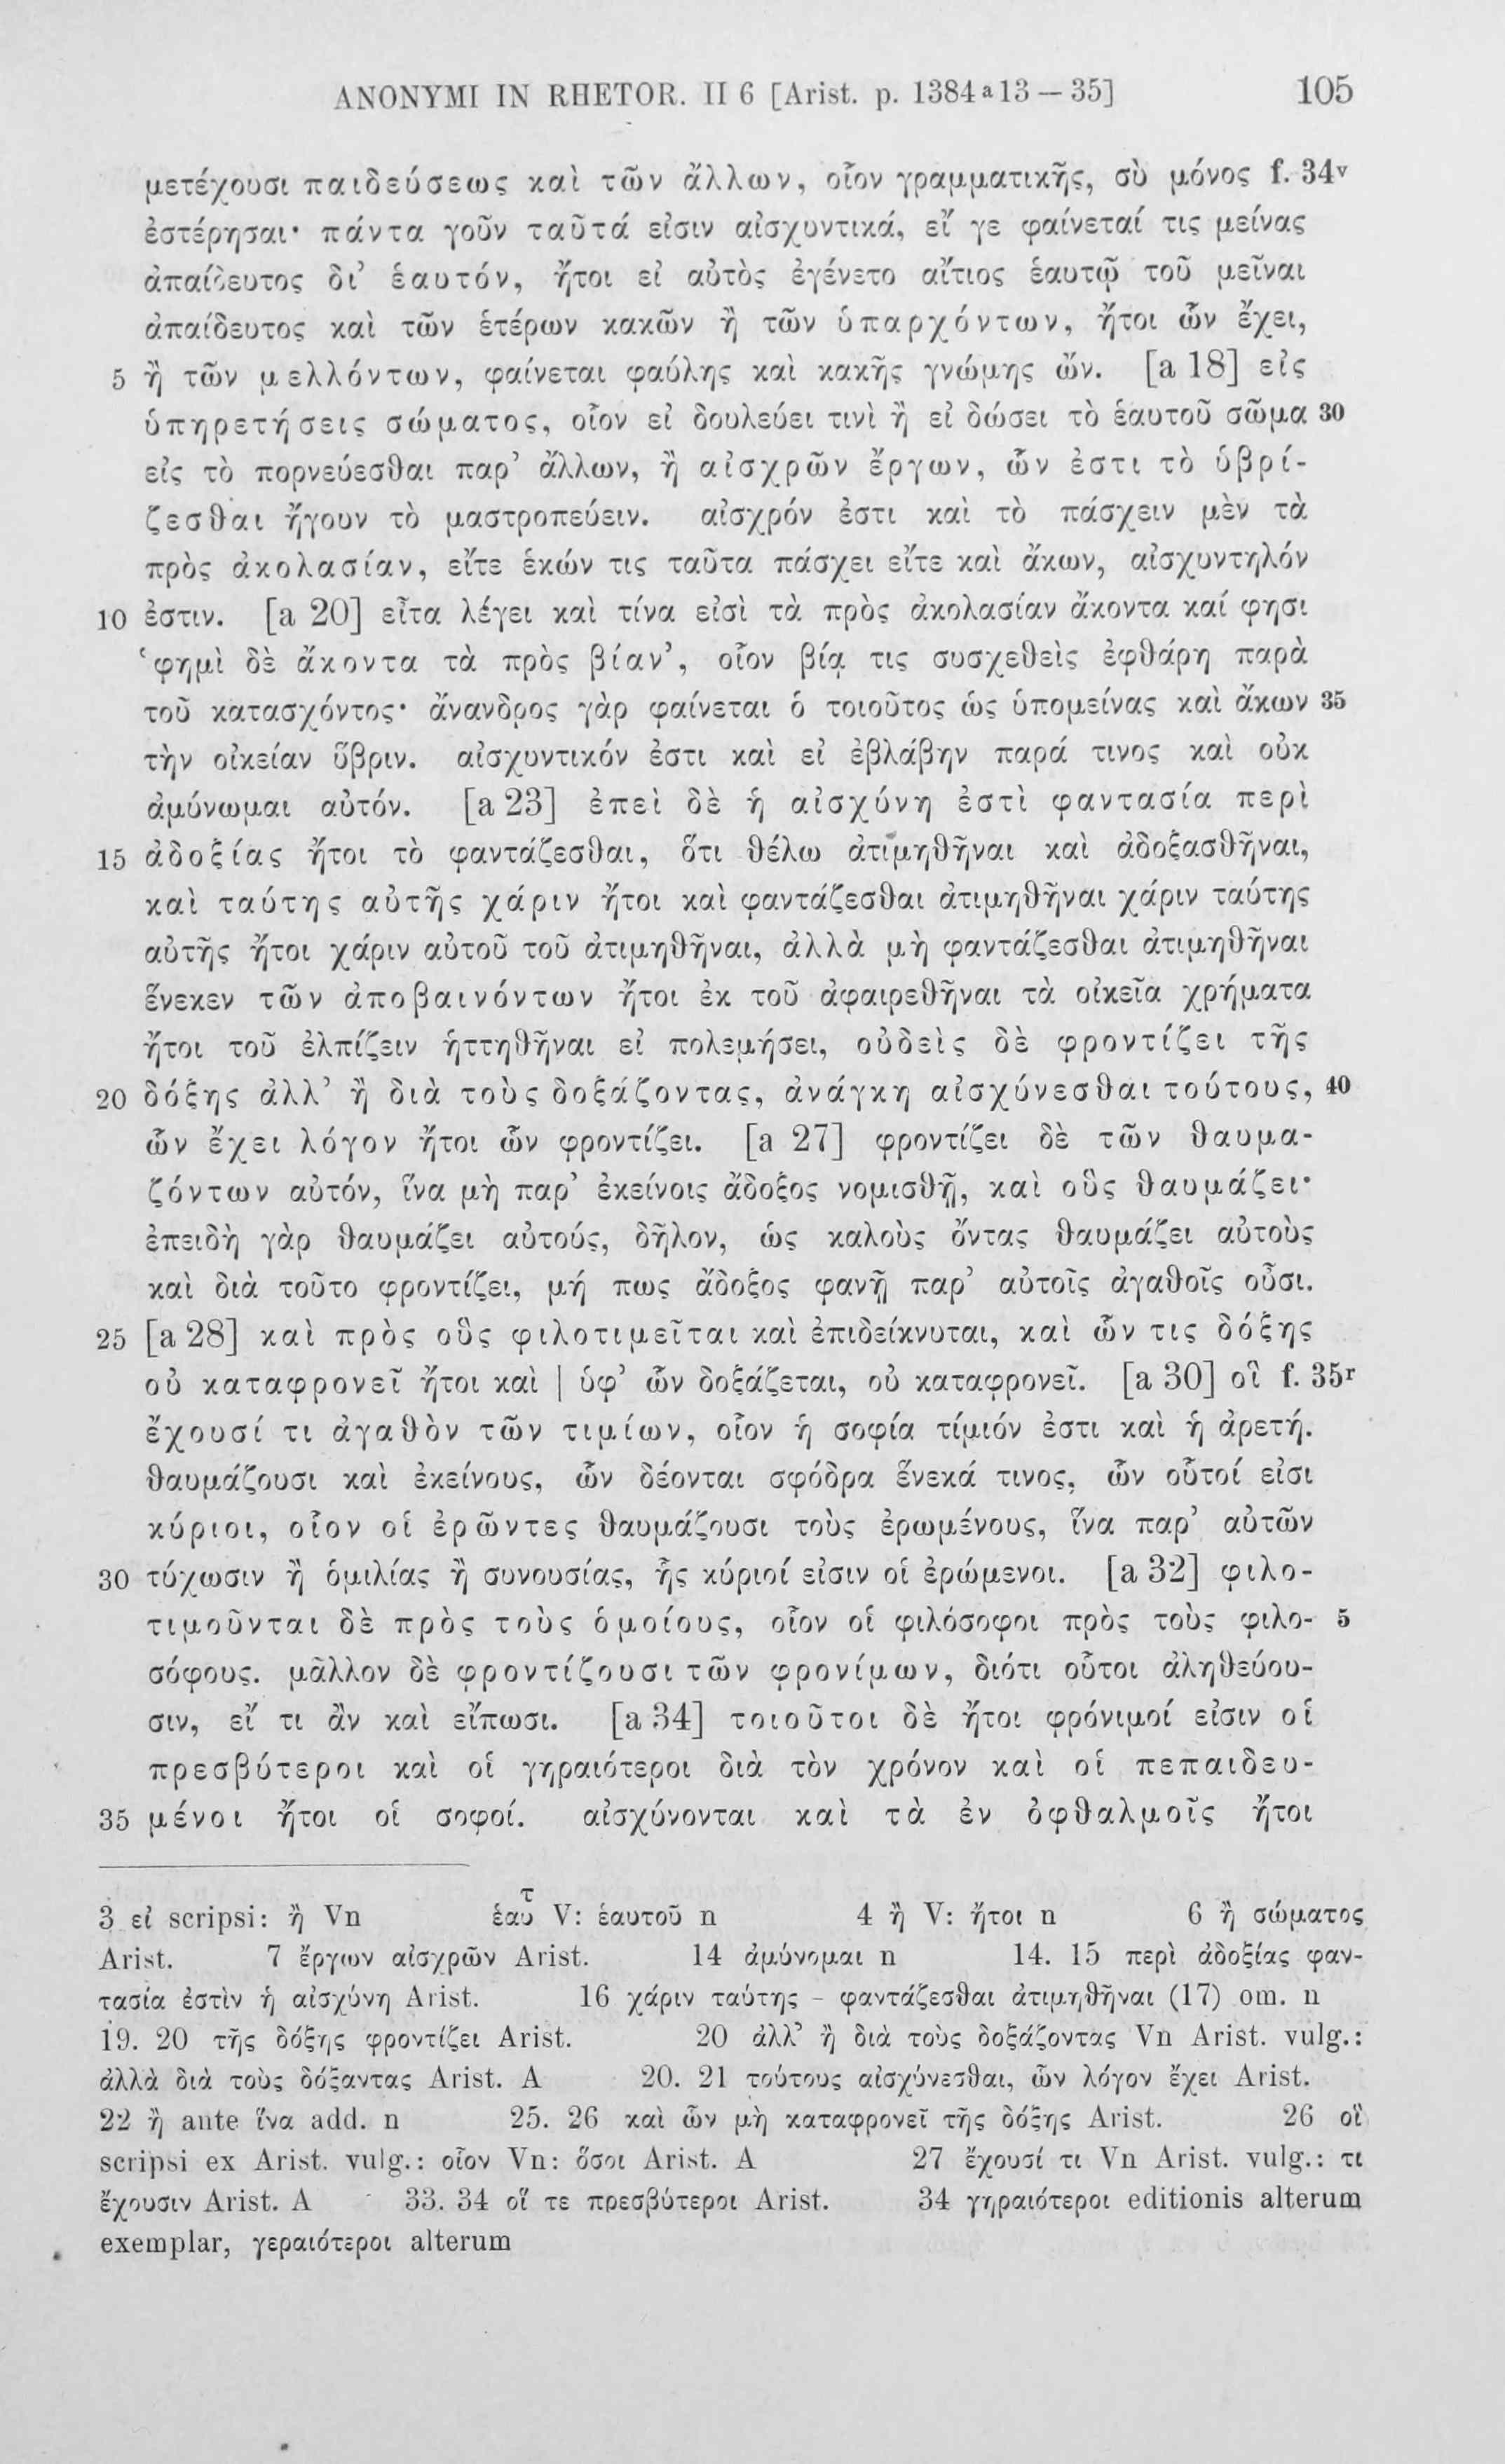 ANONYMI IN RHETOR. II 6 [Arist. p. 1384 a 13 — 35] 105
μετέχουσι παιδεύσεως καὶ τῶν ἄλλων, οἷον γραμματικῆς, σὺ μόνος f. 34v
ἐστέρησαι· πάντα γοῦν ταῦτά εἰσιν αἰσχυντικά, εἴ γε φαίνεταί τις μείνας
ἀπαίδευτος δι’ ἑαυτόν, ἤτοι εἰ αὐτὸς ἐγένετο αἴτιος ἑαυτῷ τοῦ μεῖναι
ἀπαίδευτος καὶ τῶν ἑτέρων κακῶν ἢ τῶν ὑπαρχόντων, ἤτοι ὧν ἔχει,
5 ἢ τῶν μελλόντων, φαίνεται φαύλης καὶ κακῆς γνώμης ὤν. [a 18] εἰς
ὑπηρετήσεις σώματος, οἷον εἰ δουλεύει τινὶ ἢ εἰ δώσει τὸ ἑαυτοῦ σῶμα 30
εἰς τὸ πορνεύεσθαι παρ’ ἄλλων, ἢ αἰσχρῶν ἔργων, ὧν ἐστι τὸ ὑβρί-
ζεσθαι ἤγουν τὸ μαστροπεύειν. αἰσχρόν ἐστι καὶ τὸ πάσχειν μὲν τὰ
πρὸς ἀκολασίαν, εἴτε ἑκών τις ταῦτα πάσχει εἴτε καὶ ἄκων, αἰσχυντηλόν
10 ἐστιν. [a 20] εἶτα λέγει καὶ τίνα εἰσὶ τὰ πρὸς ἀκολασίαν ἄκοντα καί φησι
‘φημὶ δὲ ἄκοντα τὰ πρὸς βίαν’, οἷον βίᾳ τις συσχεθεὶς ἐφθάρη παρὰ
τοῦ κατασχόντος· ἄνανδρος γὰρ φαίνεται ὁ τοιοῦτος ὡς ὑπομείνας καὶ ἄκων 35
τὴν οἰκείαν ὕβριν. αἰσχυντικόν ἐστι καὶ εἰ ἐβλάβην παρά τινος καὶ οὐκ
ἀμύνωμαι αὐτόν. [a 23] ἐπεὶ δὲ ἡ αἰσχύνη ἐστὶ φαντασία περὶ
15 ἀδοξίας ἤτοι τὸ φαντάζεσθαι, ὅτι θέλω ἀτιμηθῆναι καὶ ἀδοξασθῆναι,
καὶ ταύτης αὐτῆς χάριν ἤτοι καὶ φαντάζεσθαι ἀτιμηθῆναι χάριν ταύτης
αὐτῆς ἤτοι χάριν αὐτοῦ τοῦ ἀτιμηθῆναι, ἀλλὰ μὴ φαντάζεσθαι ἀτιμηθῆναι
ἕνεκεν τῶν ἀποβαινόντων ἤτοι ἐκ τοῦ ἀφαιρεθῆναι τὰ οἰκεῖα χρήματα
ἤτοι τοῦ ἐλπίζειν ἡττηθῆναι εἰ πολεμήσει, οὐδεὶς δὲ φροντίζει τῆς
20 δόξης ἀλλ’ ἢ διὰ τοὺς δοξάζοντας, ἀνάγκη αἰσχύνεσθαι τούτους, 40
ὧν ἔχει λόγον ἤτοι ὧν φροντίζει. [a 27] φροντίζει δὲ τῶν θαυμα-
ζόντων αὐτόν, ἵνα μὴ παρ’ ἐκείνοις ἄδοξος νομισθῇ, καὶ οὓς θαυμάζει·
ἐπειδὴ γὰρ θαυμάζει αὐτούς, δῆλον, ὡς καλοὺς ὄντας θαυμάζει αὐτοὺς
καὶ διὰ τοῦτο φροντίζει, μή πως ἄδοξος φανῇ παρ’ αὐτοῖς ἀγαθοῖς οὖσι.
25 [a 28] καὶ πρὸς οὓς φιλοτιμεῖται καὶ ἐπιδείκνυται, καὶ ὧν τις δόξης
οὐ καταφρονεῖ ἤτοι καὶ | ὑφ’ ὧν δοξάζεται, οὐ καταφρονεῖ. [a 30] οἳ f. 35r
ἔχουσί τι ἀγαθὸν τῶν τιμίων, οἷον ἡ σοφία τίμιόν ἐστι καὶ ἡ ἀρετή.
θαυμάζουσι καὶ ἐκείνους, ὧν δέονται σφόδρα ἕνεκά τινος, ὧν οὗτοί εἰσι
κύριοι, οἷον οἱ ἐρῶντες θαυμάζουσι τοὺς ἐρωμένους, ἵνα παρ’ αὐτῶν
30 τύχωσιν ἢ ὁμιλίας ἢ συνουσίας, ἧς κύριοί εἰσιν οἱ ἐρώμενοι. [a 32] φιλο-
τιμοῦνται δὲ πρὸς τοὺς ὁμοίους, οἷον οἱ φιλόσοφοι πρὸς τοὺς φιλο- 5
σόφους. μᾶλλον δὲ φροντίζουσι τῶν φρονίμων, διότι οὗτοι ἀληθεύου-
σιν, εἴ τι ἂν καὶ εἴπωσι. [a 34] τοιοῦτοι δὲ ἤτοι φρόνιμοί εἰσιν οἱ
πρεσβύτεροι καὶ οἱ γηραιότεροι διὰ τὸν χρόνον καὶ οἱ πεπαιδευ-
35 μένοι ἤτοι οἱ σοφοί. αἰσχύνονται καὶ τὰ ἐν ὀφθαλμοῖς ἤτοι
3 εἰ scripsi: ἢ Vn ἑαυτ V: ἑαυτοῦ n 4 ἢ V: ἤτοι n 6 ἢ σώματος
Arist. 7 ἔργων αἰσχρῶν Arist. 14 ἀμύνομαι n 14. 15 περὶ ἀδοξίας φαν-
τασία ἐστὶν ἡ αἰσχύνη Arist. 16 χάριν ταύτης – φαντάζεσθαι ἀτιμηθῆναι (17) om. n
19. 20 τῆς δόξης φροντίζει Arist. 20 ἀλλ’ ἢ διὰ τοὺς δοξάζοντας Vn Arist. vulg.:
ἀλλὰ διὰ τοὺς δόξαντας Arist. A 20. 21 τούτους αἰσχύνεσθαι, ὧν λόγον ἔχει Arist.
22 ἢ ante ἵνα add. n 25. 26 καὶ ὧν μὴ καταφρονεῖ τῆς δόξης Arist. 26 οἳ
scripsi ex Arist. vulg.: οἷον Vn: ὅσοι Arist. A 27 ἔχουσί τι Vn Arist. vulg.: τι
ἔχουσιν Arist. A 33. 34 οἵ τε πρεσβύτεροι Arist. 34 γηραιότεροι editionis alterum
exemplar, γεραιότεροι alterum